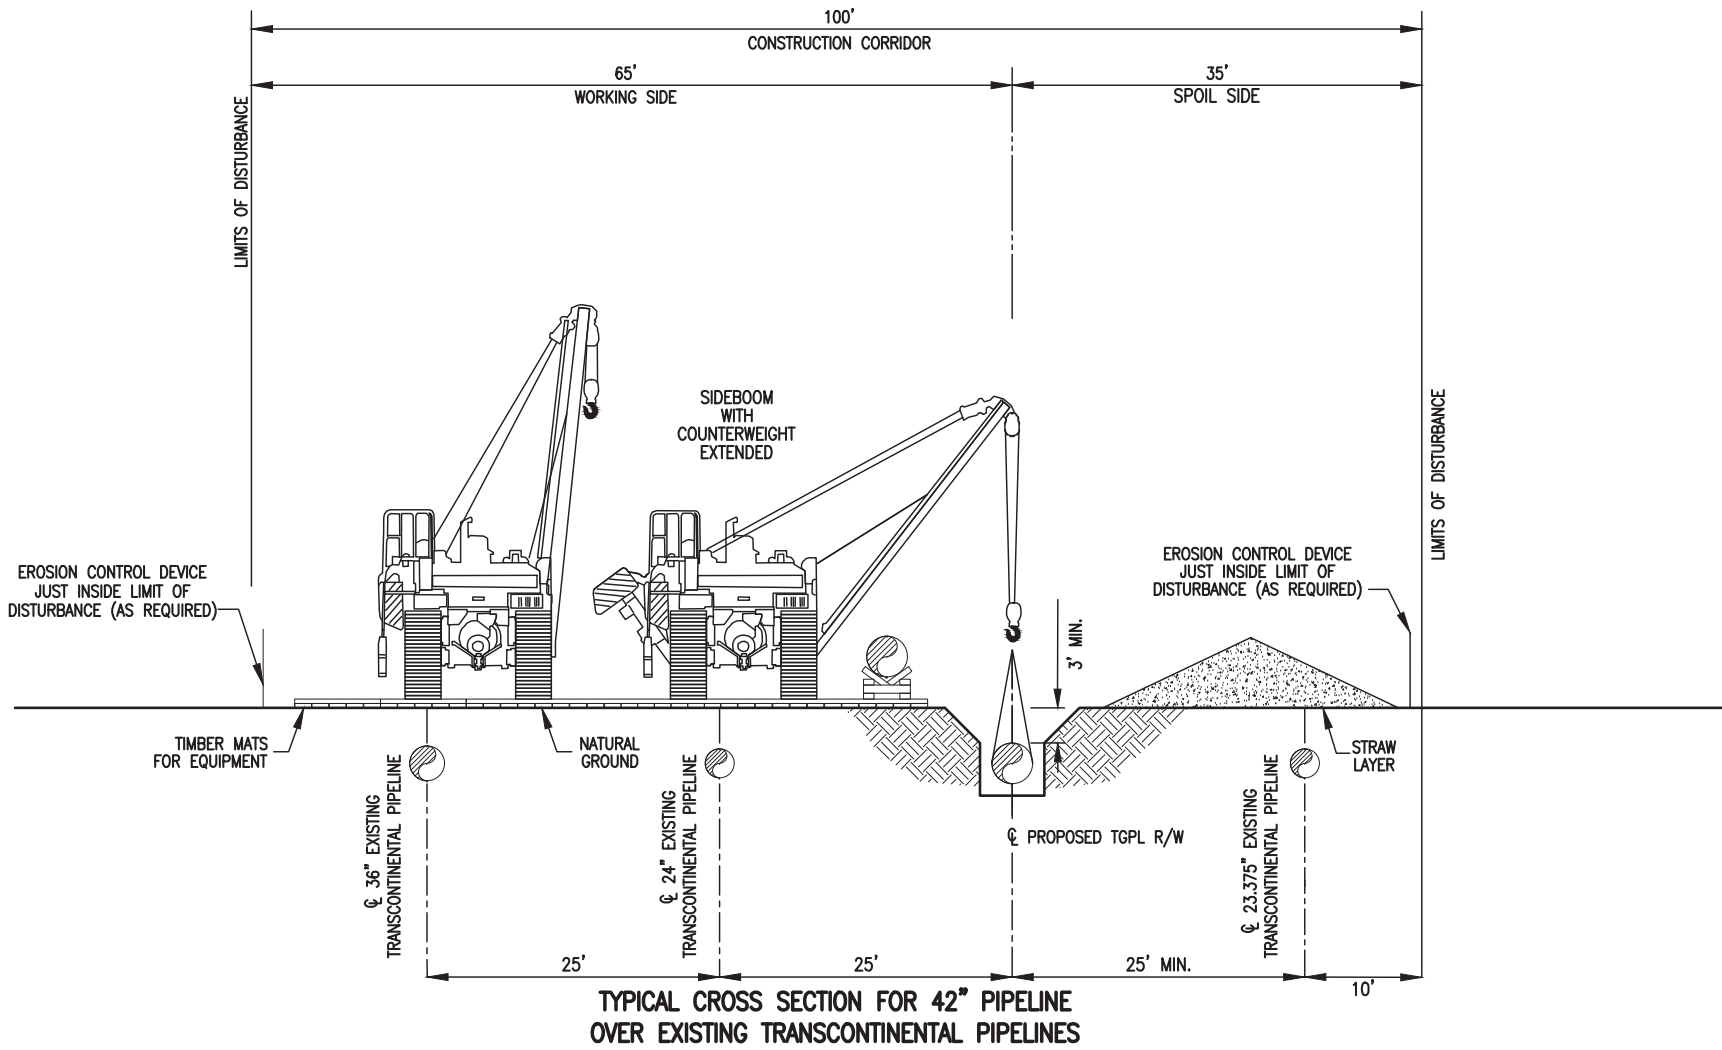 100'
CONSTRUCTION CORRIDOR
65'
WORKING SIDE
35'
SPOIL SIDE
LIMITS OF DISTURBANCE
SIDEBOOM
WITH
COUNTERWEIGHT
EXTENDED
LIMITS OF DISTURBANCE
EROSION CONTROL DEVICE
JUST INSIDE LIMIT OF
DISTURBANCE (AS REQUIRED)
EROSION CONTROL DEVICE
JUST INSIDE LIMIT OF
DISTURBANCE (AS REQUIRED)
3' MIN.
TIMBER MATS
FOR EQUIPMENT
NATURAL
GROUND
STRAW
LAYER
℄ 36" EXISTING
TRANSCONTINENTAL PIPELINE
℄ 24" EXISTING
TRANSCONTINENTAL PIPELINE
℄ PROPOSED TGPL R/W
℄ 23.375" EXISTING
TRANSCONTINENTAL PIPELINE
25'
25'
25' MIN.
10'
TYPICAL CROSS SECTION FOR 42" PIPELINE
OVER EXISTING TRANSCONTINENTAL PIPELINES